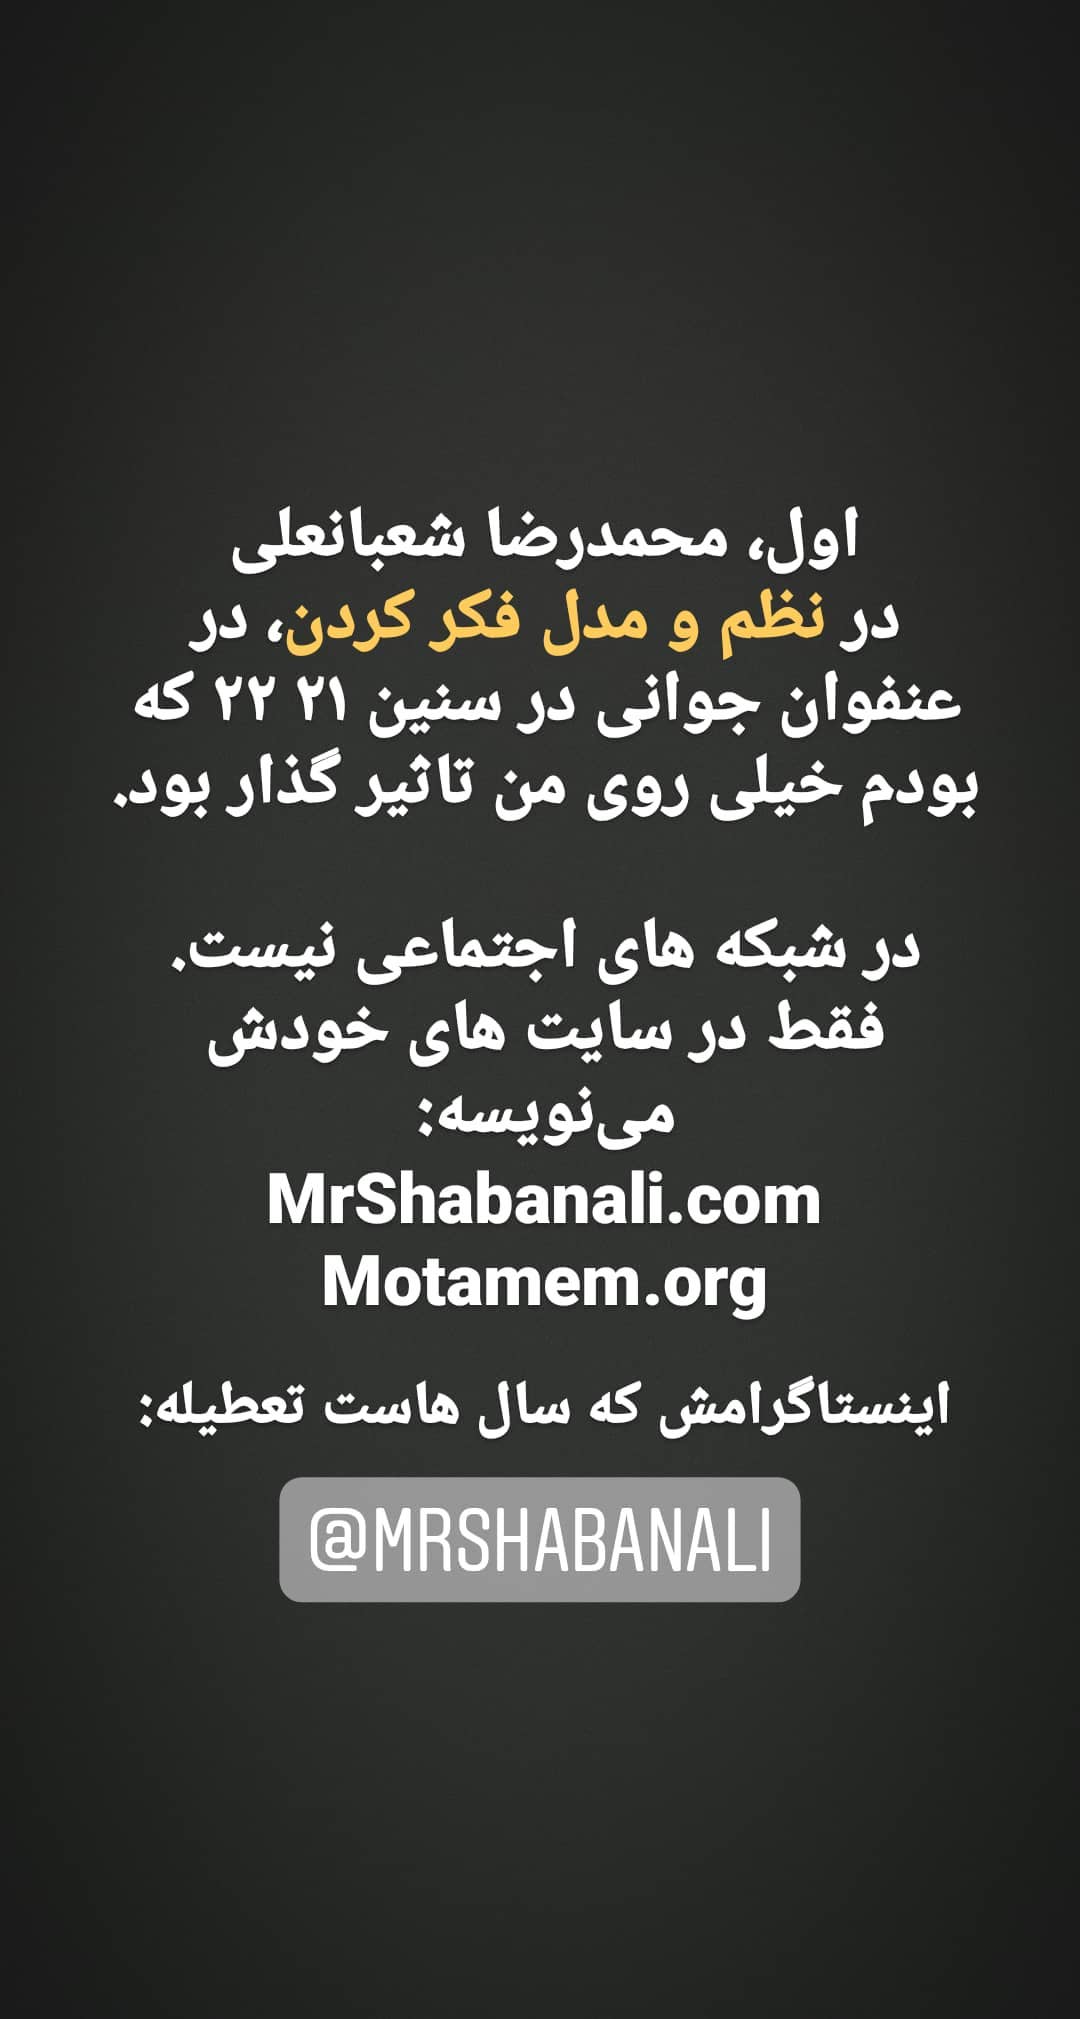 اول، محمدرضا شعبانعلی
در نظم و مدل فکر کردن، در
عنفوان جوانی در سنین ۲۱ ۲۲ که
بودم خیلی روی من تاثیر گذار بود.
در شبکه های اجتماعی نیست.
فقط در سایت های خودش
می‌نویسه:
MrShabanali.com
Motamem.org
اینستاگرامش که سال هاست تعطیله:
@MRSHABANALI